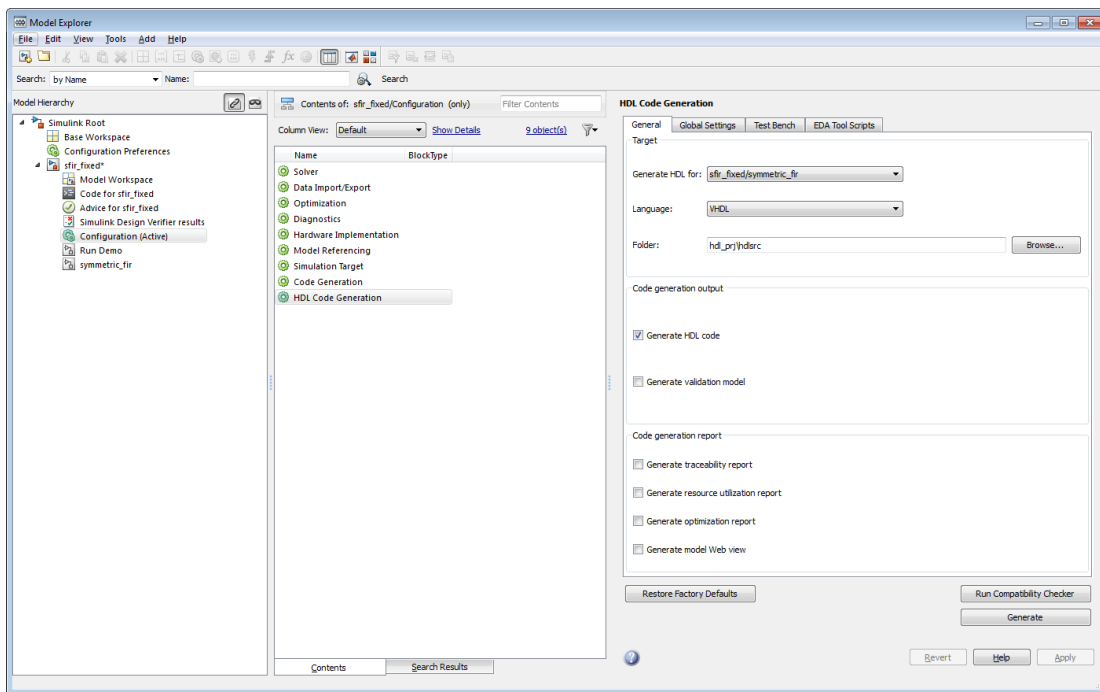 Model Explorer
File Edit View Tools Add Help
fx
Search: by Name Name: Search
Model Hierarchy
Simulink Root
Base Workspace
Configuration Preferences
sfir_fixed*
Model Workspace
Code for sfir_fixed
Advice for sfir_fixed
Simulink Design Verifier results
Configuration (Active)
Run Demo
symmetric_fir
Contents of: sfir_fixed/Configuration (only) Filter Contents
Column View: Default Show Details 9 object(s)
Name BlockType
Solver
Data Import/Export
Optimization
Diagnostics
Hardware Implementation
Model Referencing
Simulation Target
Code Generation
HDL Code Generation
Contents Search Results
HDL Code Generation
General Global Settings Test Bench EDA Tool Scripts
Target
Generate HDL for: sfir_fixed/symmetric_fir
Language: VHDL
Folder: hdl_prj\hdlsrc Browse...
Code generation output
Generate HDL code
Generate validation model
Code generation report
Generate traceability report
Generate resource utilization report
Generate optimization report
Generate model Web view
Restore Factory Defaults Run Compatibility Checker
Generate
Revert Help Apply